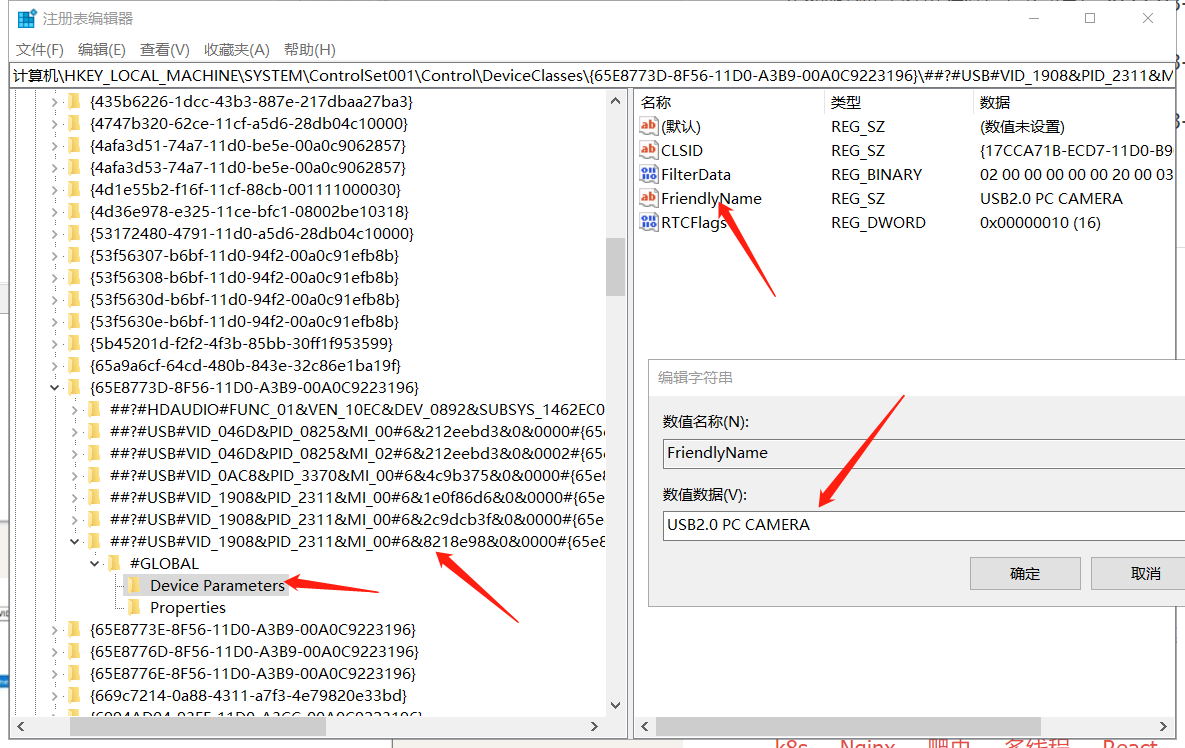 注册表编辑器
文件(F) 编辑(E) 查看(V) 收藏夹(A) 帮助(H)
计算机\HKEY_LOCAL_MACHINE\SYSTEM\ControlSet001\Control\DeviceClasses\{65E8773D-8F56-11D0-A3B9-00A0C9223196}\##?#USB#VID_1908&PID_2311&M
{435b6226-1dcc-43b3-887e-217dbaa27ba3}
{4747b320-62ce-11cf-a5d6-28db04c10000}
{4afa3d51-74a7-11d0-be5e-00a0c9062857}
{4afa3d53-74a7-11d0-be5e-00a0c9062857}
{4d1e55b2-f16f-11cf-88cb-001111000030}
{4d36e978-e325-11ce-bfc1-08002be10318}
{53172480-4791-11d0-a5d6-28db04c10000}
{53f56307-b6bf-11d0-94f2-00a0c91efb8b}
{53f56308-b6bf-11d0-94f2-00a0c91efb8b}
{53f5630d-b6bf-11d0-94f2-00a0c91efb8b}
{53f5630e-b6bf-11d0-94f2-00a0c91efb8b}
{5b45201d-f2f2-4f3b-85bb-30ff1f953599}
{65a9a6cf-64cd-480b-843e-32c86e1ba19f}
{65E8773D-8F56-11D0-A3B9-00A0C9223196}
##?#HDAUDIO#FUNC_01&VEN_10EC&DEV_0892&SUBSYS_1462EC0
##?#USB#VID_046D&PID_0825&MI_00#6&212eebd3&0&0000#{65e
##?#USB#VID_046D&PID_0825&MI_02#6&212eebd3&0&0002#{65e
##?#USB#VID_0AC8&PID_3370&MI_00#6&4c9b375&0&0000#{65e8
##?#USB#VID_1908&PID_2311&MI_00#6&1e0f86d6&0&0000#{65e
##?#USB#VID_1908&PID_2311&MI_00#6&2c9dcb3f&0&0000#{65e
##?#USB#VID_1908&PID_2311&MI_00#6&8218e98&0&0000#{65e8
#GLOBAL
Device Parameters
Properties
{65E8773E-8F56-11D0-A3B9-00A0C9223196}
{65E8776D-8F56-11D0-A3B9-00A0C9223196}
{65E8776E-8F56-11D0-A3B9-00A0C9223196}
{669c7214-0a88-4311-a7f3-4e79820e33bd}
名称 类型 数据
(默认) REG_SZ (数值未设置)
CLSID REG_SZ {17CCA71B-ECD7-11D0-B9
FilterData REG_BINARY 02 00 00 00 00 00 20 00 03
FriendlyName REG_SZ USB2.0 PC CAMERA
RTCFlags REG_DWORD 0x00000010 (16)
编辑字符串
数值名称(N):
FriendlyName
数值数据(V):
USB2.0 PC CAMERA
确定 取消
k8s Nginx 爬虫 多线程 React